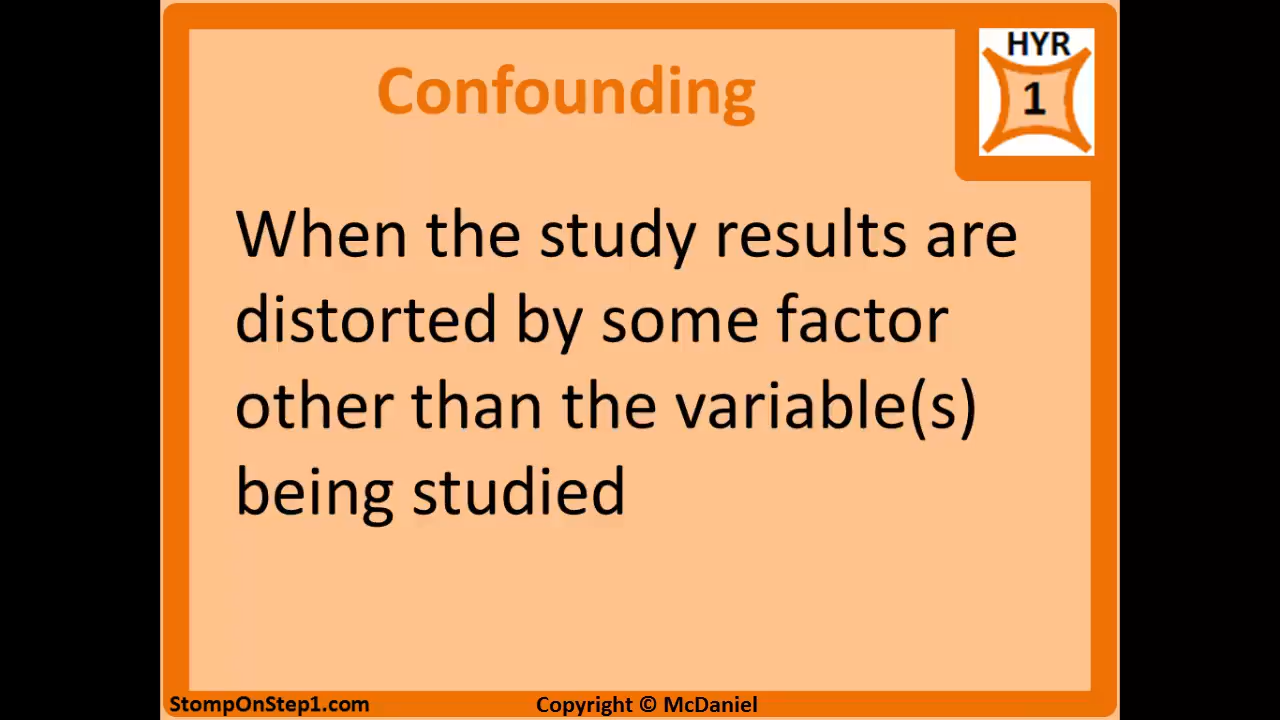 Confounding
HYR
1
When the study results are
distorted by some factor
other than the variable(s)
being studied
StompOnStep1.com
Copyright © McDaniel